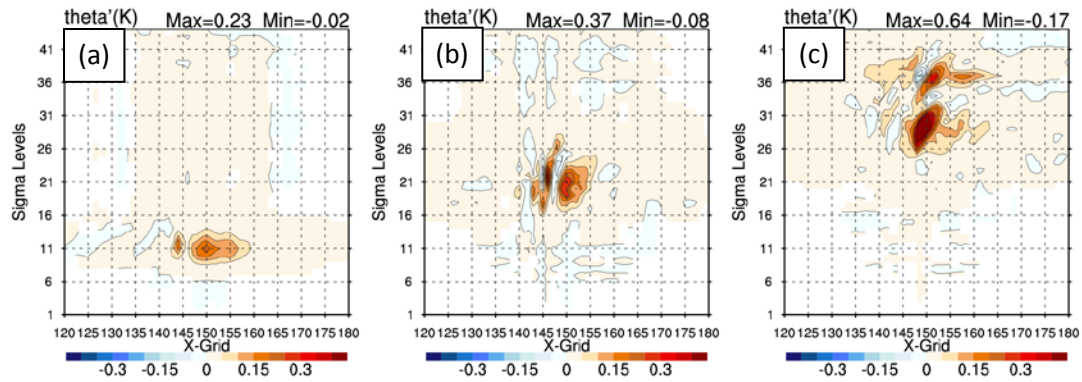 theta'(K) Max=0.23 Min=-0.02
(a)
Sigma Levels
41
36
31
26
21
16
11
6
1
120 125 130 135 140 145 150 155 160 165 170 175 180
X-Grid
-0.3 -0.15 0 0.15 0.3
theta'(K) Max=0.37 Min=-0.08
(b)
Sigma Levels
41
36
31
26
21
16
11
6
1
120 125 130 135 140 145 150 155 160 165 170 175 180
X-Grid
-0.3 -0.15 0 0.15 0.3
theta'(K) Max=0.64 Min=-0.17
(c)
Sigma Levels
41
36
31
26
21
16
11
6
1
120 125 130 135 140 145 150 155 160 165 170 175 180
X-Grid
-0.3 -0.15 0 0.15 0.3